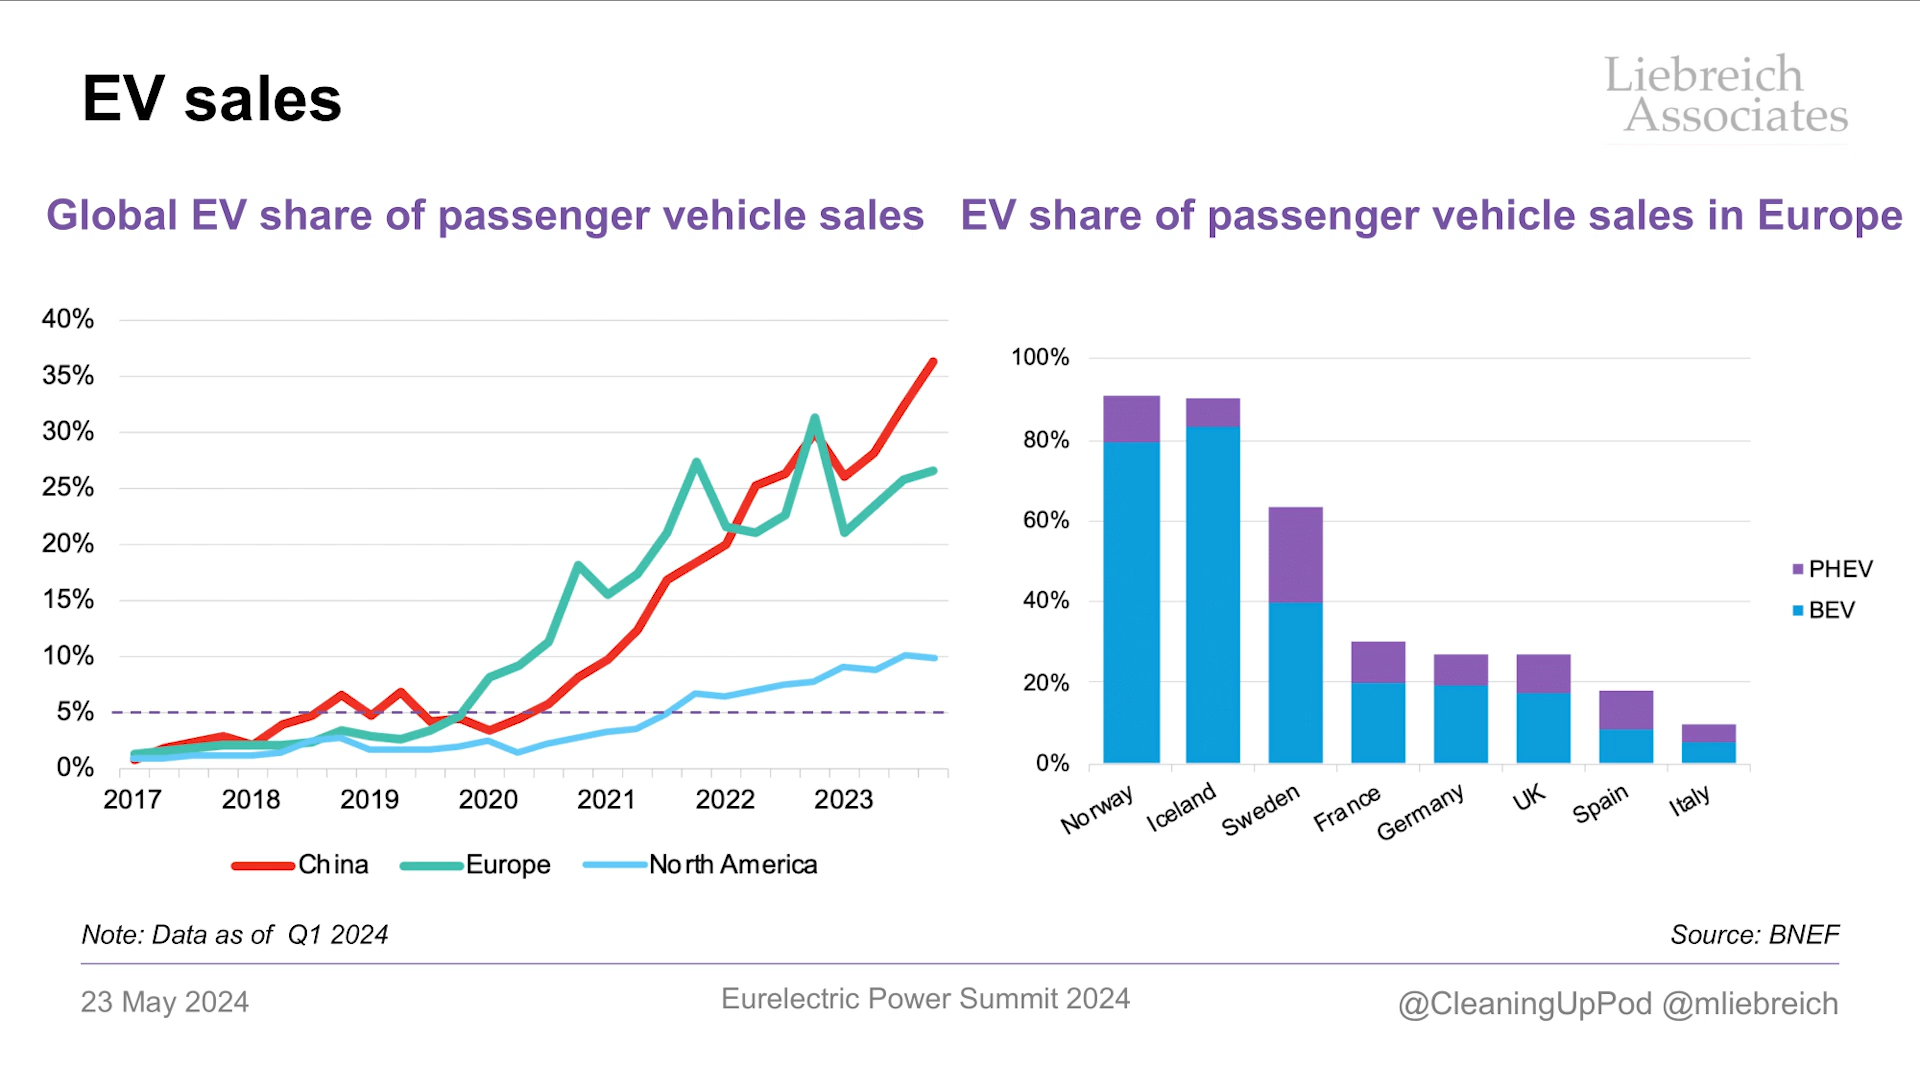 EV sales
Liebreich
Associates
Global EV share of passenger vehicle sales
EV share of passenger vehicle sales in Europe
40%
35%
30%
25%
20%
15%
10%
5%
0%
2017 2018 2019 2020 2021 2022 2023
China Europe North America
100%
80%
60%
40%
20%
0%
Norway Iceland Sweden France Germany UK Spain Italy
PHEV
BEV
Note: Data as of Q1 2024
Source: BNEF
23 May 2024
Eurelectric Power Summit 2024
@CleaningUpPod @mliebreich